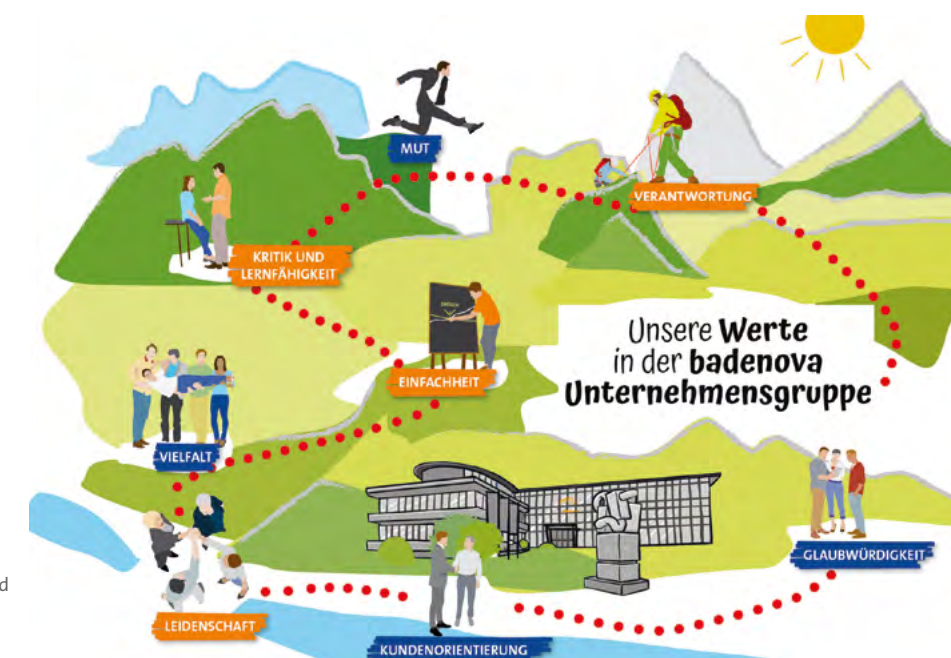 MUT
VERANTWORTUNG
KRITIK UND
LERNFÄHIGKEIT
Unsere Werte
in der badenova
Unternehmensgruppe
EINFACHHEIT
VIELFALT
GLAUBWÜRDIGKEIT
d
LEIDENSCHAFT
KUNDENORIENTIERUNG